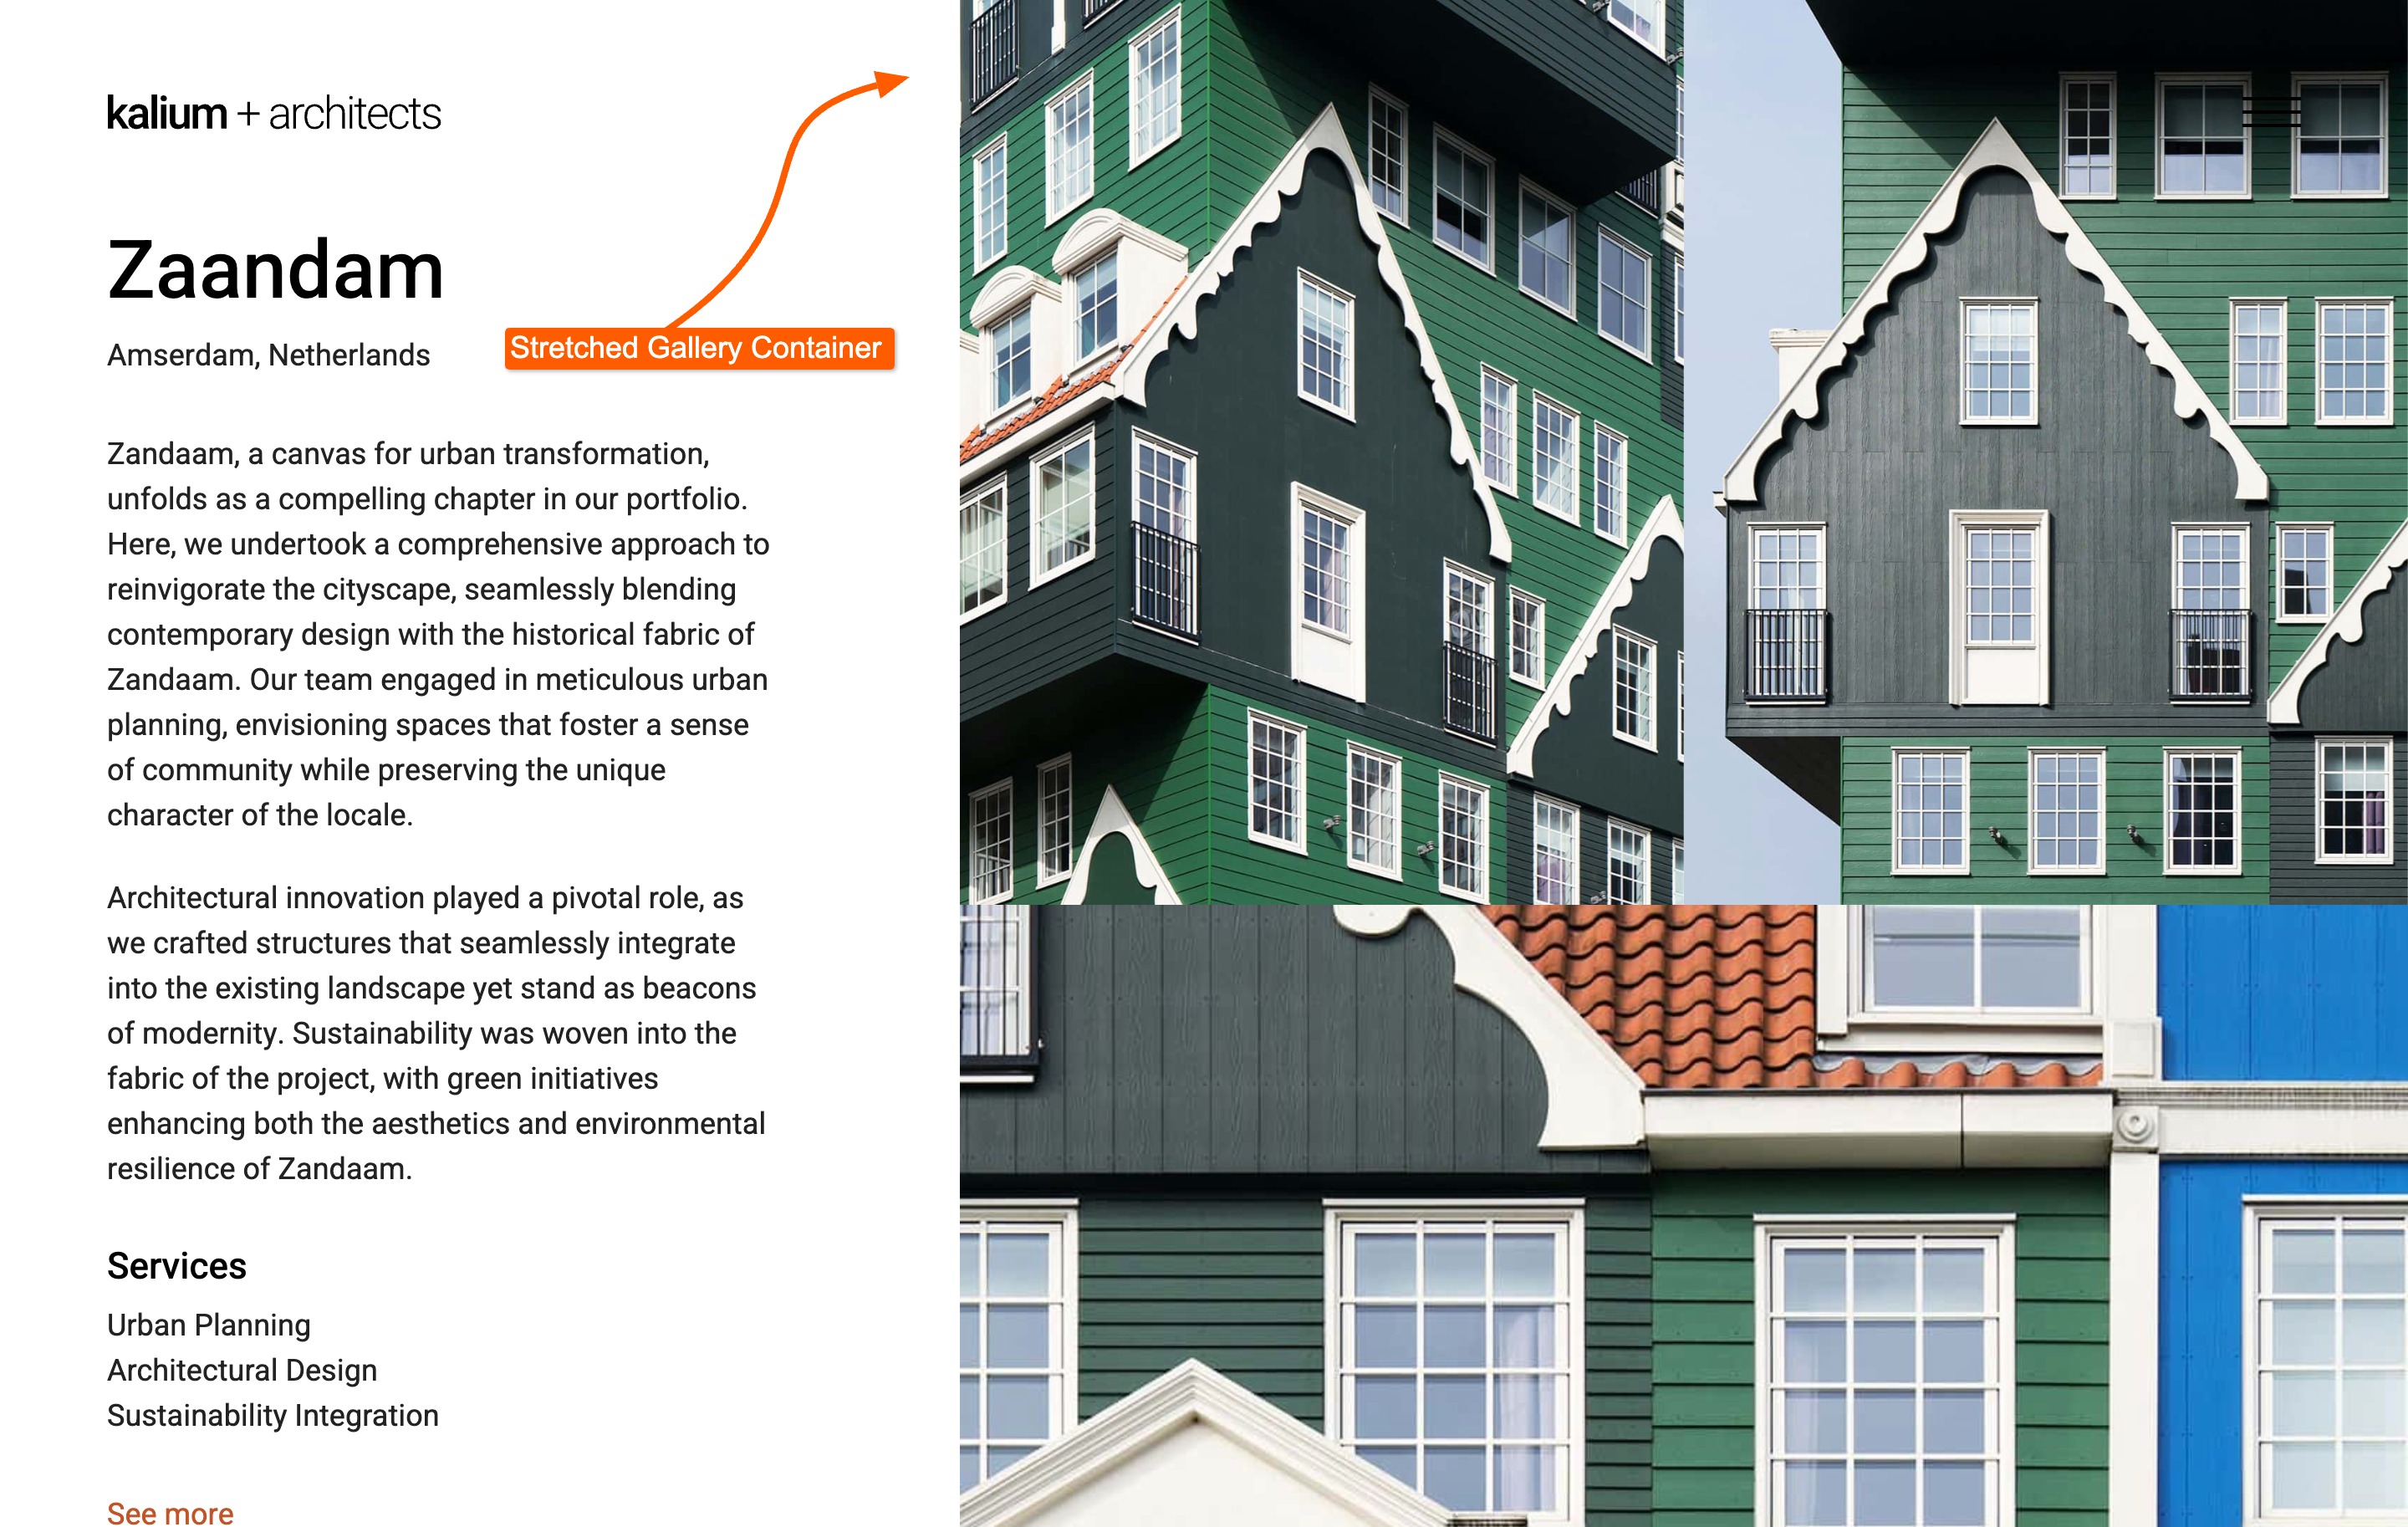 kalium + architects
Zaandam
Amserdam, Netherlands
Stretched Gallery Container
Zandaam, a canvas for urban transformation,
unfolds as a compelling chapter in our portfolio.
Here, we undertook a comprehensive approach to
reinvigorate the cityscape, seamlessly blending
contemporary design with the historical fabric of
Zandaam. Our team engaged in meticulous urban
planning, envisioning spaces that foster a sense
of community while preserving the unique
character of the locale.
Architectural innovation played a pivotal role, as
we crafted structures that seamlessly integrate
into the existing landscape yet stand as beacons
of modernity. Sustainability was woven into the
fabric of the project, with green initiatives
enhancing both the aesthetics and environmental
resilience of Zandaam.
Services
Urban Planning
Architectural Design
Sustainability Integration
See more